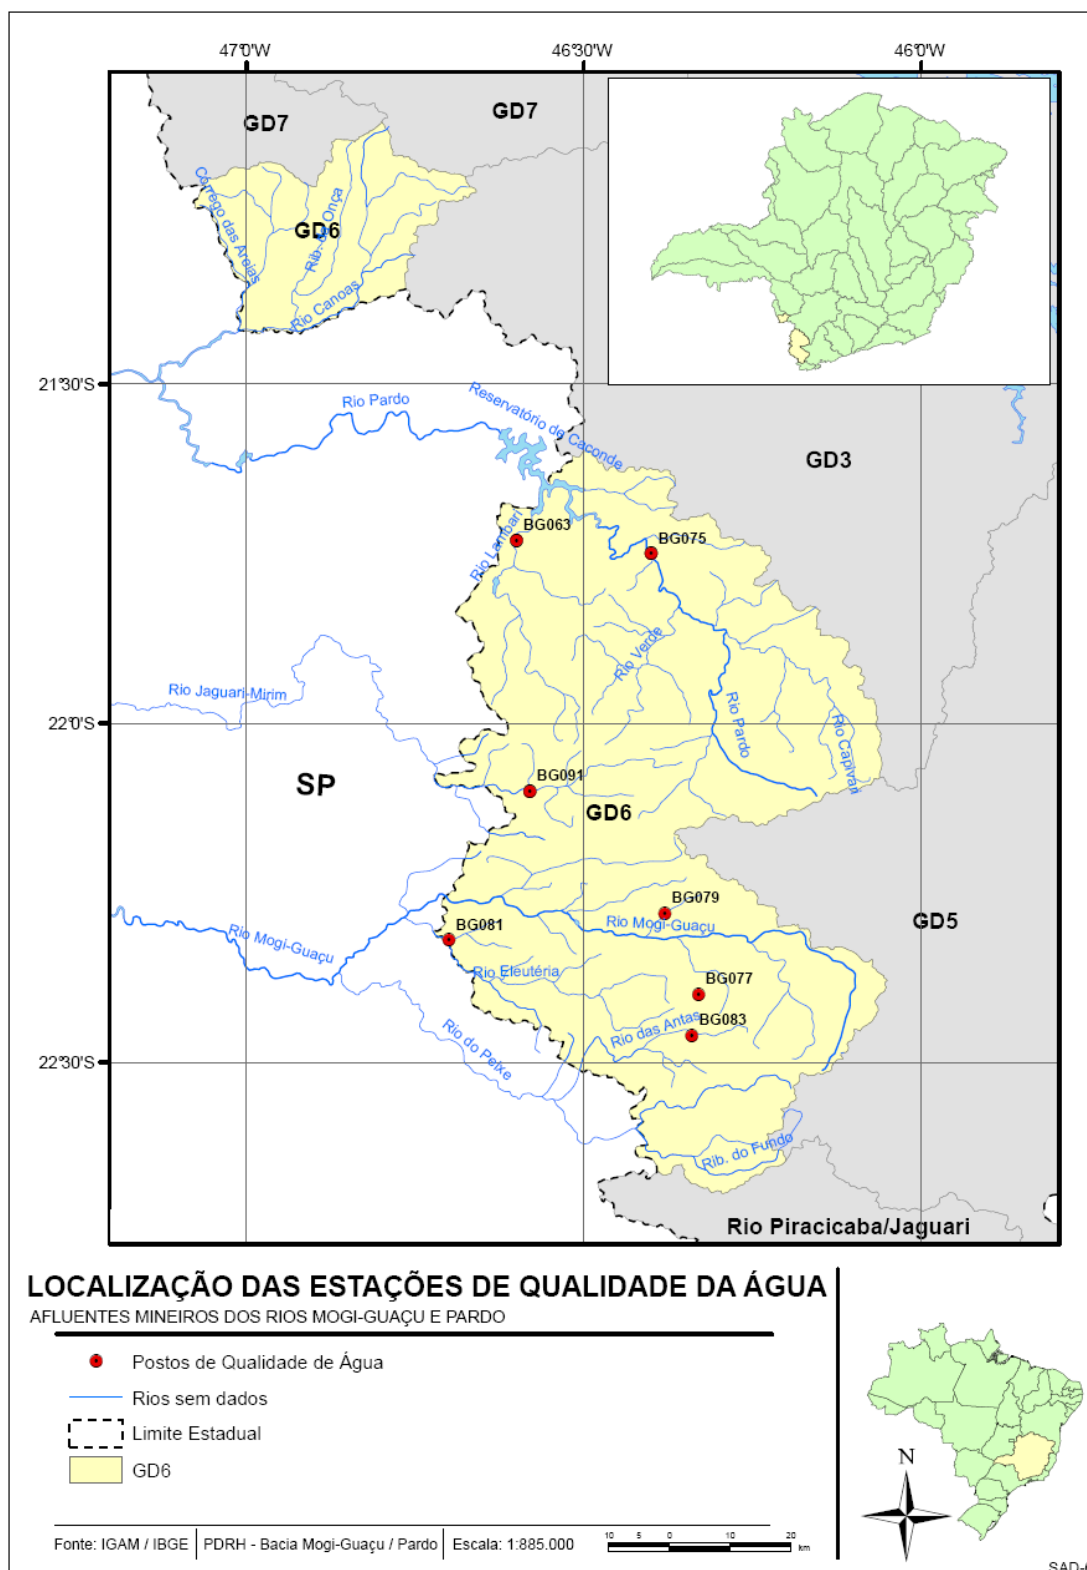 47°0'W
46°30'W
46°0'W
GD7
GD7
Córrego das Areias
GD6
Rib. da Onça
Rio Canoas
21°30'S
Rio Pardo
Reservatório de Caconde
GD3
BG063
BG075
Rio Lambari
Rio Verde
Rio Jaguari-Mirim
22°0'S
Rio Pardo
Rio Capivari
SP
BG091
GD6
BG079
BG081
Rio Mogi-Guaçu
GD5
Rio Mogi-Guaçu
Rio Eleutéria
BG077
BG083
Rio das Antas
Rio do Peixe
22°30'S
Rib. do Fundo
Rio Piracicaba/Jaguari
LOCALIZAÇÃO DAS ESTAÇÕES DE QUALIDADE DA ÁGUA
AFLUENTES MINEIROS DOS RIOS MOGI-GUAÇU E PARDO
Postos de Qualidade de Água
Rios sem dados
Limite Estadual
GD6
N
Fonte: IGAM / IBGE PDRH - Bacia Mogi-Guaçu / Pardo Escala: 1:885.000
10 5 0 10 20
km